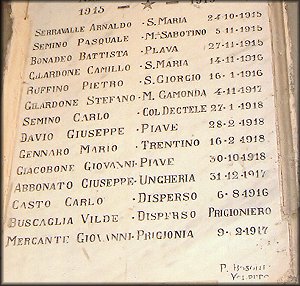 1915 - ★ - 1919
SERRAVALLE ARNALDO · S. MARIA 24-10-1915
SEMINO PASQUALE · M. SABOTINO 5-11-1915
BONADEO BATTISTA · PLAVA 27-11-1915
GILARDONE CAMILLO · S. MARIA 14-11-1916
RUFFINO PIETRO · S. GIORGIO 16-1-1916
GILARDONE STEFANO · M. GAMONDA 4-11-1917
SEMINO CARLO · COL DECTELE 27-1-1918
DAVIO GIUSEPPE · PIAVE 28-2-1918
GENNARO MARIO · TRENTINO 16-2-1918
GIACOBONE GIOVANNI · PIAVE 30-10-1918
ABBONATO GIUSEPPE · UNGHERIA 31-12-1917
CASTO CARLO · DISPERSO 6-8-1916
BUSCAGLIA VILDE · DISPERSO PRIGIONIERO
MERCANTE GIOVANNI · PRIGIONIA 9-2-1917